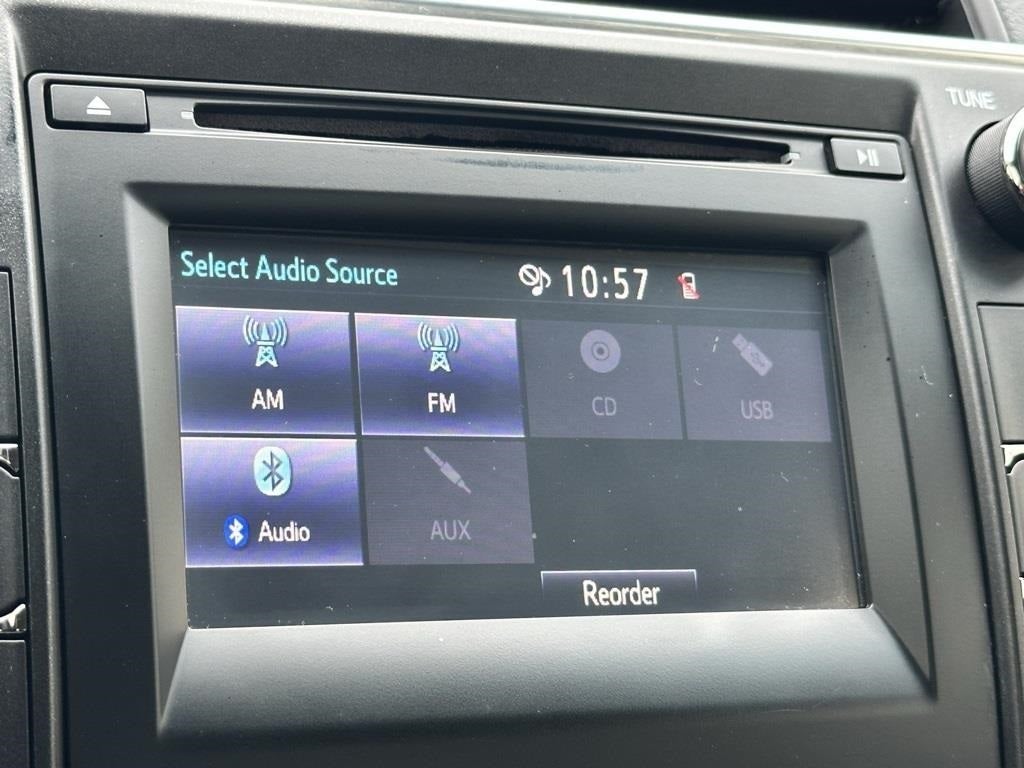 TUNE
Select Audio Source 10:57
AM FM CD USB
Audio AUX
Reorder